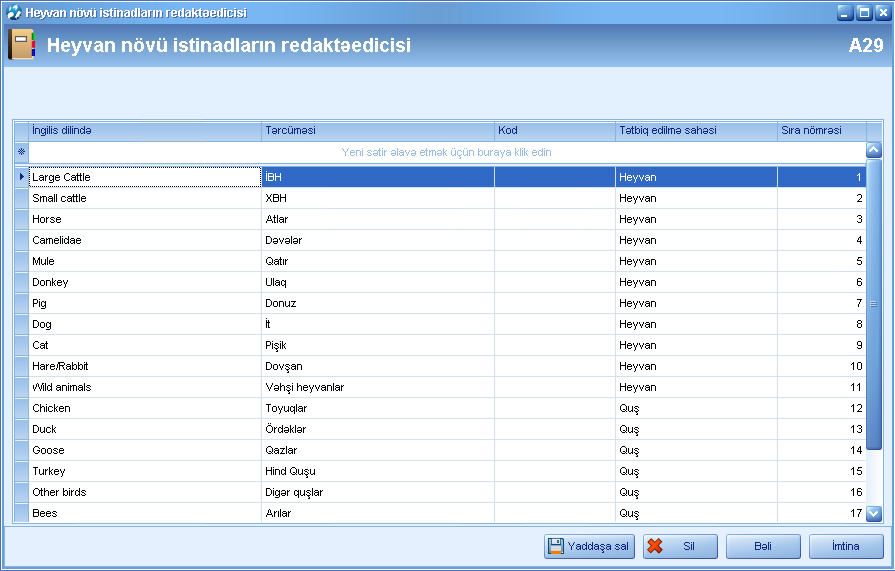 Heyvan növü istinadların redaktəedicisi
Heyvan növü istinadların redaktəedicisi A29
İngilis dilində Tərcüməsi Kod Tətbiq edilmə sahəsi Sıra nömrəsi
Yeni sətir əlavə etmək üçün buraya klik edin
Large Cattle İBH Heyvan 1
Small cattle XBH Heyvan 2
Horse Atlar Heyvan 3
Camelidae Dəvələr Heyvan 4
Mule Qatır Heyvan 5
Donkey Ulaq Heyvan 6
Pig Donuz Heyvan 7
Dog İt Heyvan 8
Cat Pişik Heyvan 9
Hare/Rabbit Dovşan Heyvan 10
Wild animals Vəhşi heyvanlar Heyvan 11
Chicken Toyuqlar Quş 12
Duck Ördəklər Quş 13
Goose Qazlar Quş 14
Turkey Hind Quşu Quş 15
Other birds Digər quşlar Quş 16
Bees Arılar Quş 17
Yaddaşa sal Sil Bəli İmtina